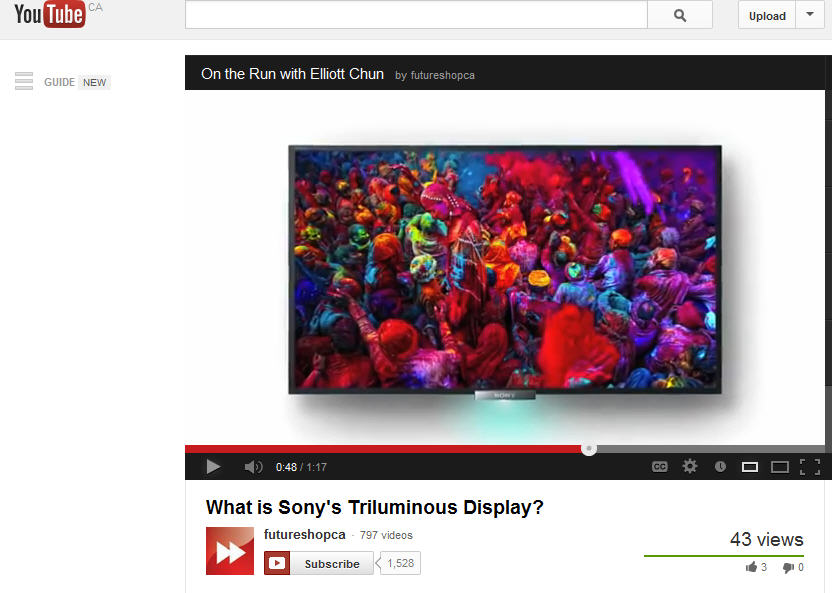 YouTube CA
Upload
GUIDE NEW
On the Run with Elliott Chun by futureshopca
SONY
0:48 / 1:17
CC
What is Sony's Triluminous Display?
futureshopca · 797 videos
Subscribe 1,528
43 views
3 0